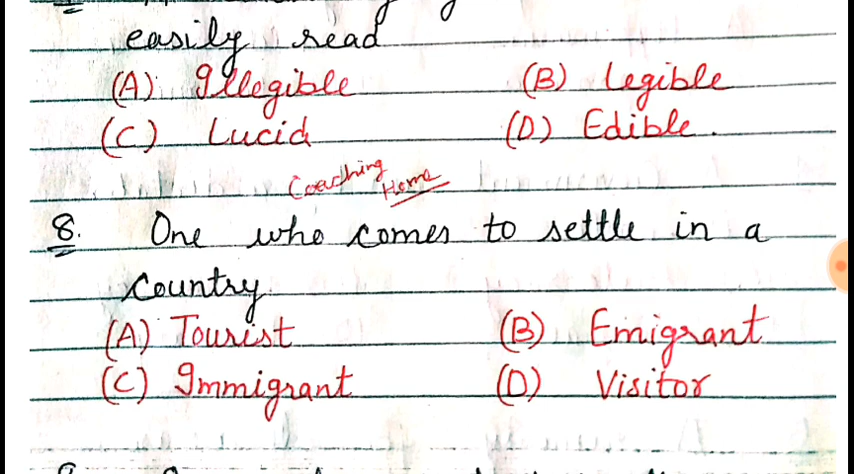 easily read
(A) Illegible (B) Legible
(C) Lucid (D) Edible.
Coaching Home
8. One who comes to settle in a
country
(A) Tourist (B) Emigrant
(C) Immigrant (D) Visitor